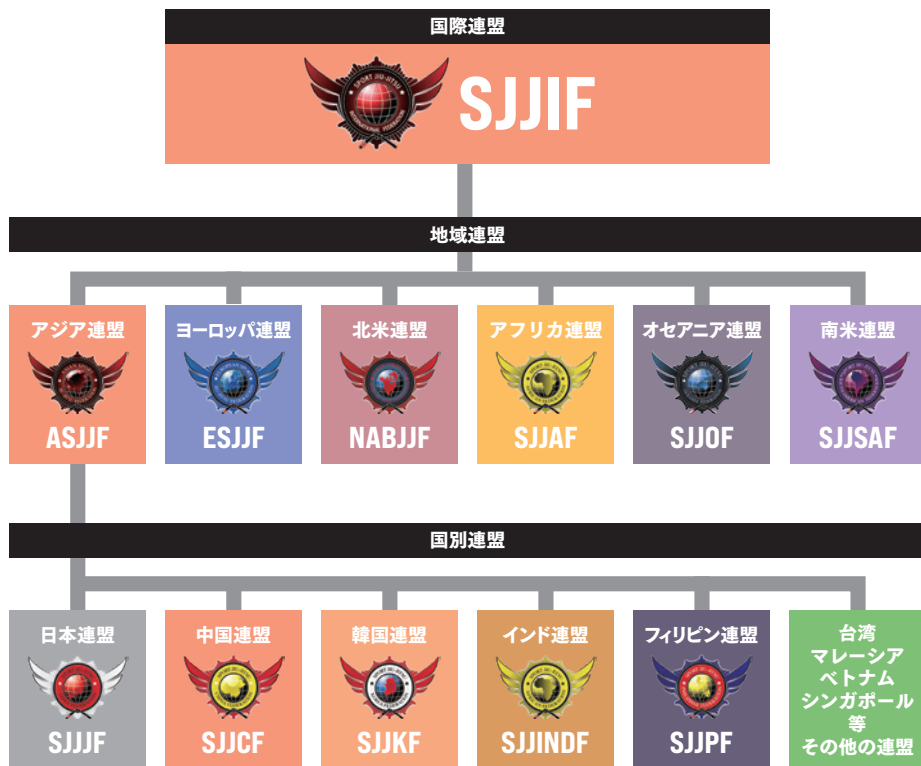 国際連盟
SPORT JIU-JITSU
INTERNATIONAL FEDERATION
SJJIF
地域連盟
アジア連盟
ASJJF
ヨーロッパ連盟
ESJJF
北米連盟
NABJJF
アフリカ連盟
SJJAF
オセアニア連盟
SJJOF
南米連盟
SJJSAF
国別連盟
日本連盟
SJJJF
中国連盟
SJJCF
韓国連盟
SJJKF
インド連盟
SJJINDF
フィリピン連盟
SJJPF
台湾
マレーシア
ベトナム
シンガポール
等
その他の連盟